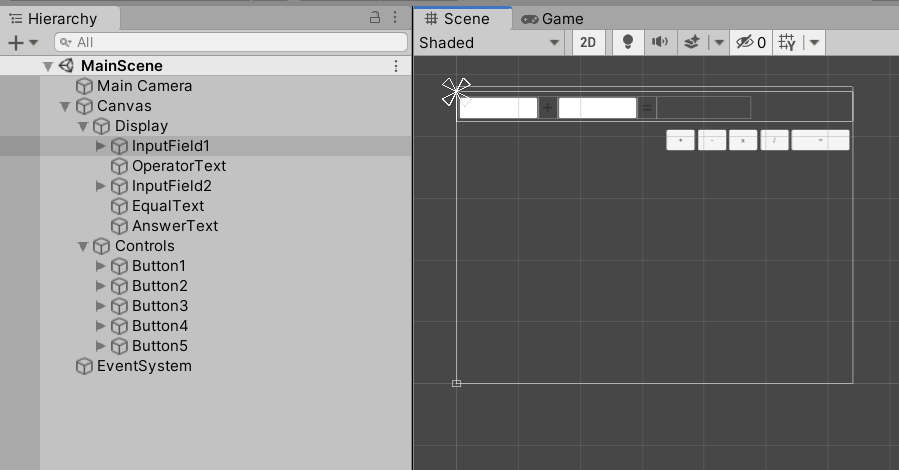 Hierarchy
All
MainScene
Main Camera
Canvas
Display
InputField1
OperatorText
InputField2
EqualText
AnswerText
Controls
Button1
Button2
Button3
Button4
Button5
EventSystem
Scene Game
Shaded 2D 0
+ =